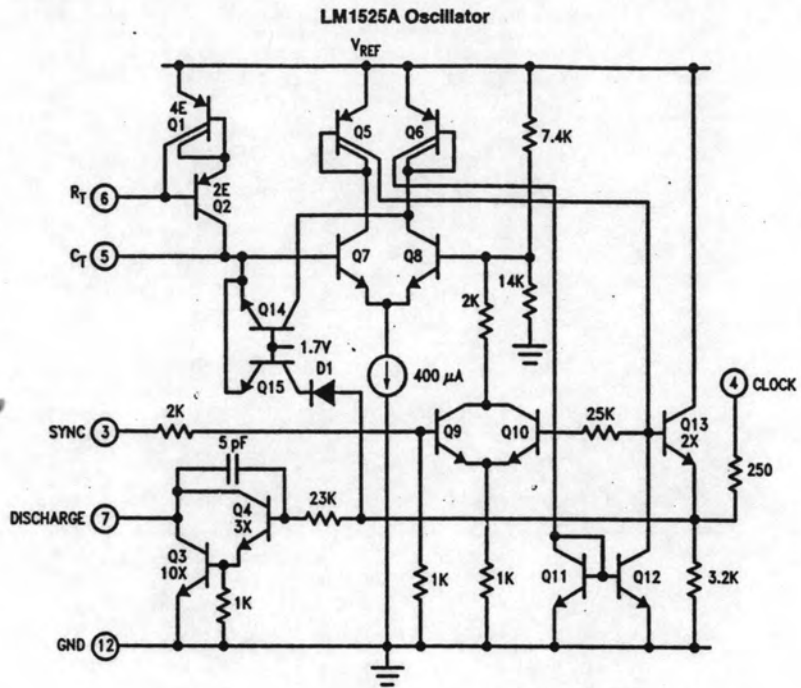 LM1525A Oscillator
VREF
4E
Q1
Q5
Q6
7.4K
RT 6
2E
Q2
CT 5
Q7
Q8
14K
2K
Q14
1.7V
D1
Q15
400 μA
4 CLOCK
SYNC 3
2K
Q9
Q10
25K
Q13
2X
5 pF
250
DISCHARGE 7
Q4
3X
23K
Q3
10X
1K
1K
1K
Q11
Q12
3.2K
GND 12